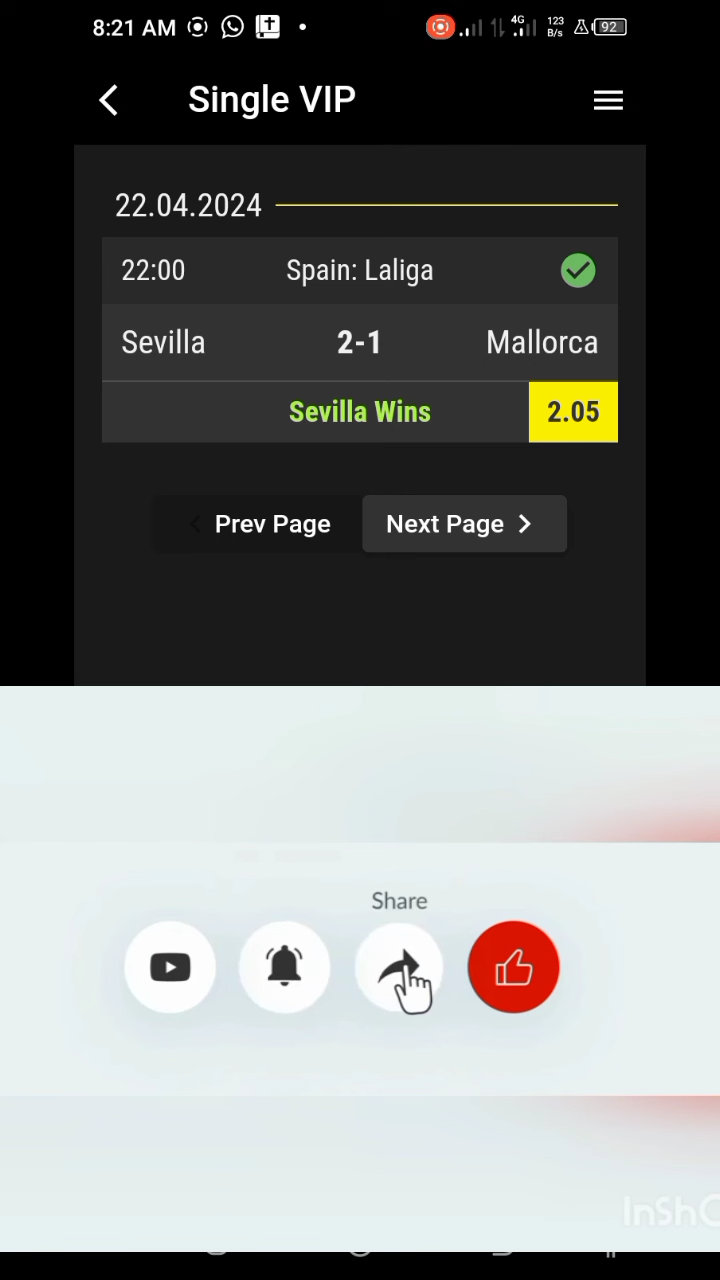 8:21 AM 4G 123 B/s 92
Single VIP
22.04.2024
22:00 Spain: Laliga
Sevilla 2-1 Mallorca
Sevilla Wins 2.05
Prev Page Next Page
Share
InSh